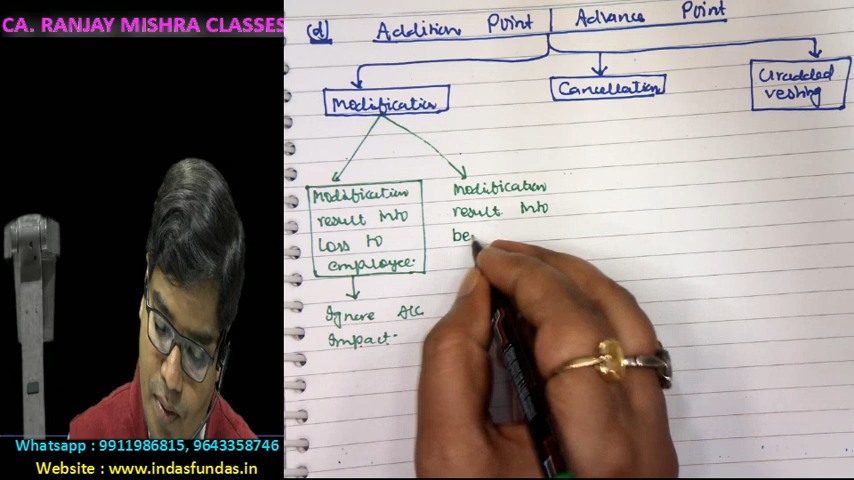 CA. RANJAY MISHRA CLASSES
(d) Addition Point | Advance Point
Modification
Cancellation
Graded
vesting
Modification
result into
loss to
employee.
Ignore A/c
Impact.
Modification
result into
be
Whatsapp : 9911986815, 9643358746
Website : www.indasfundas.in